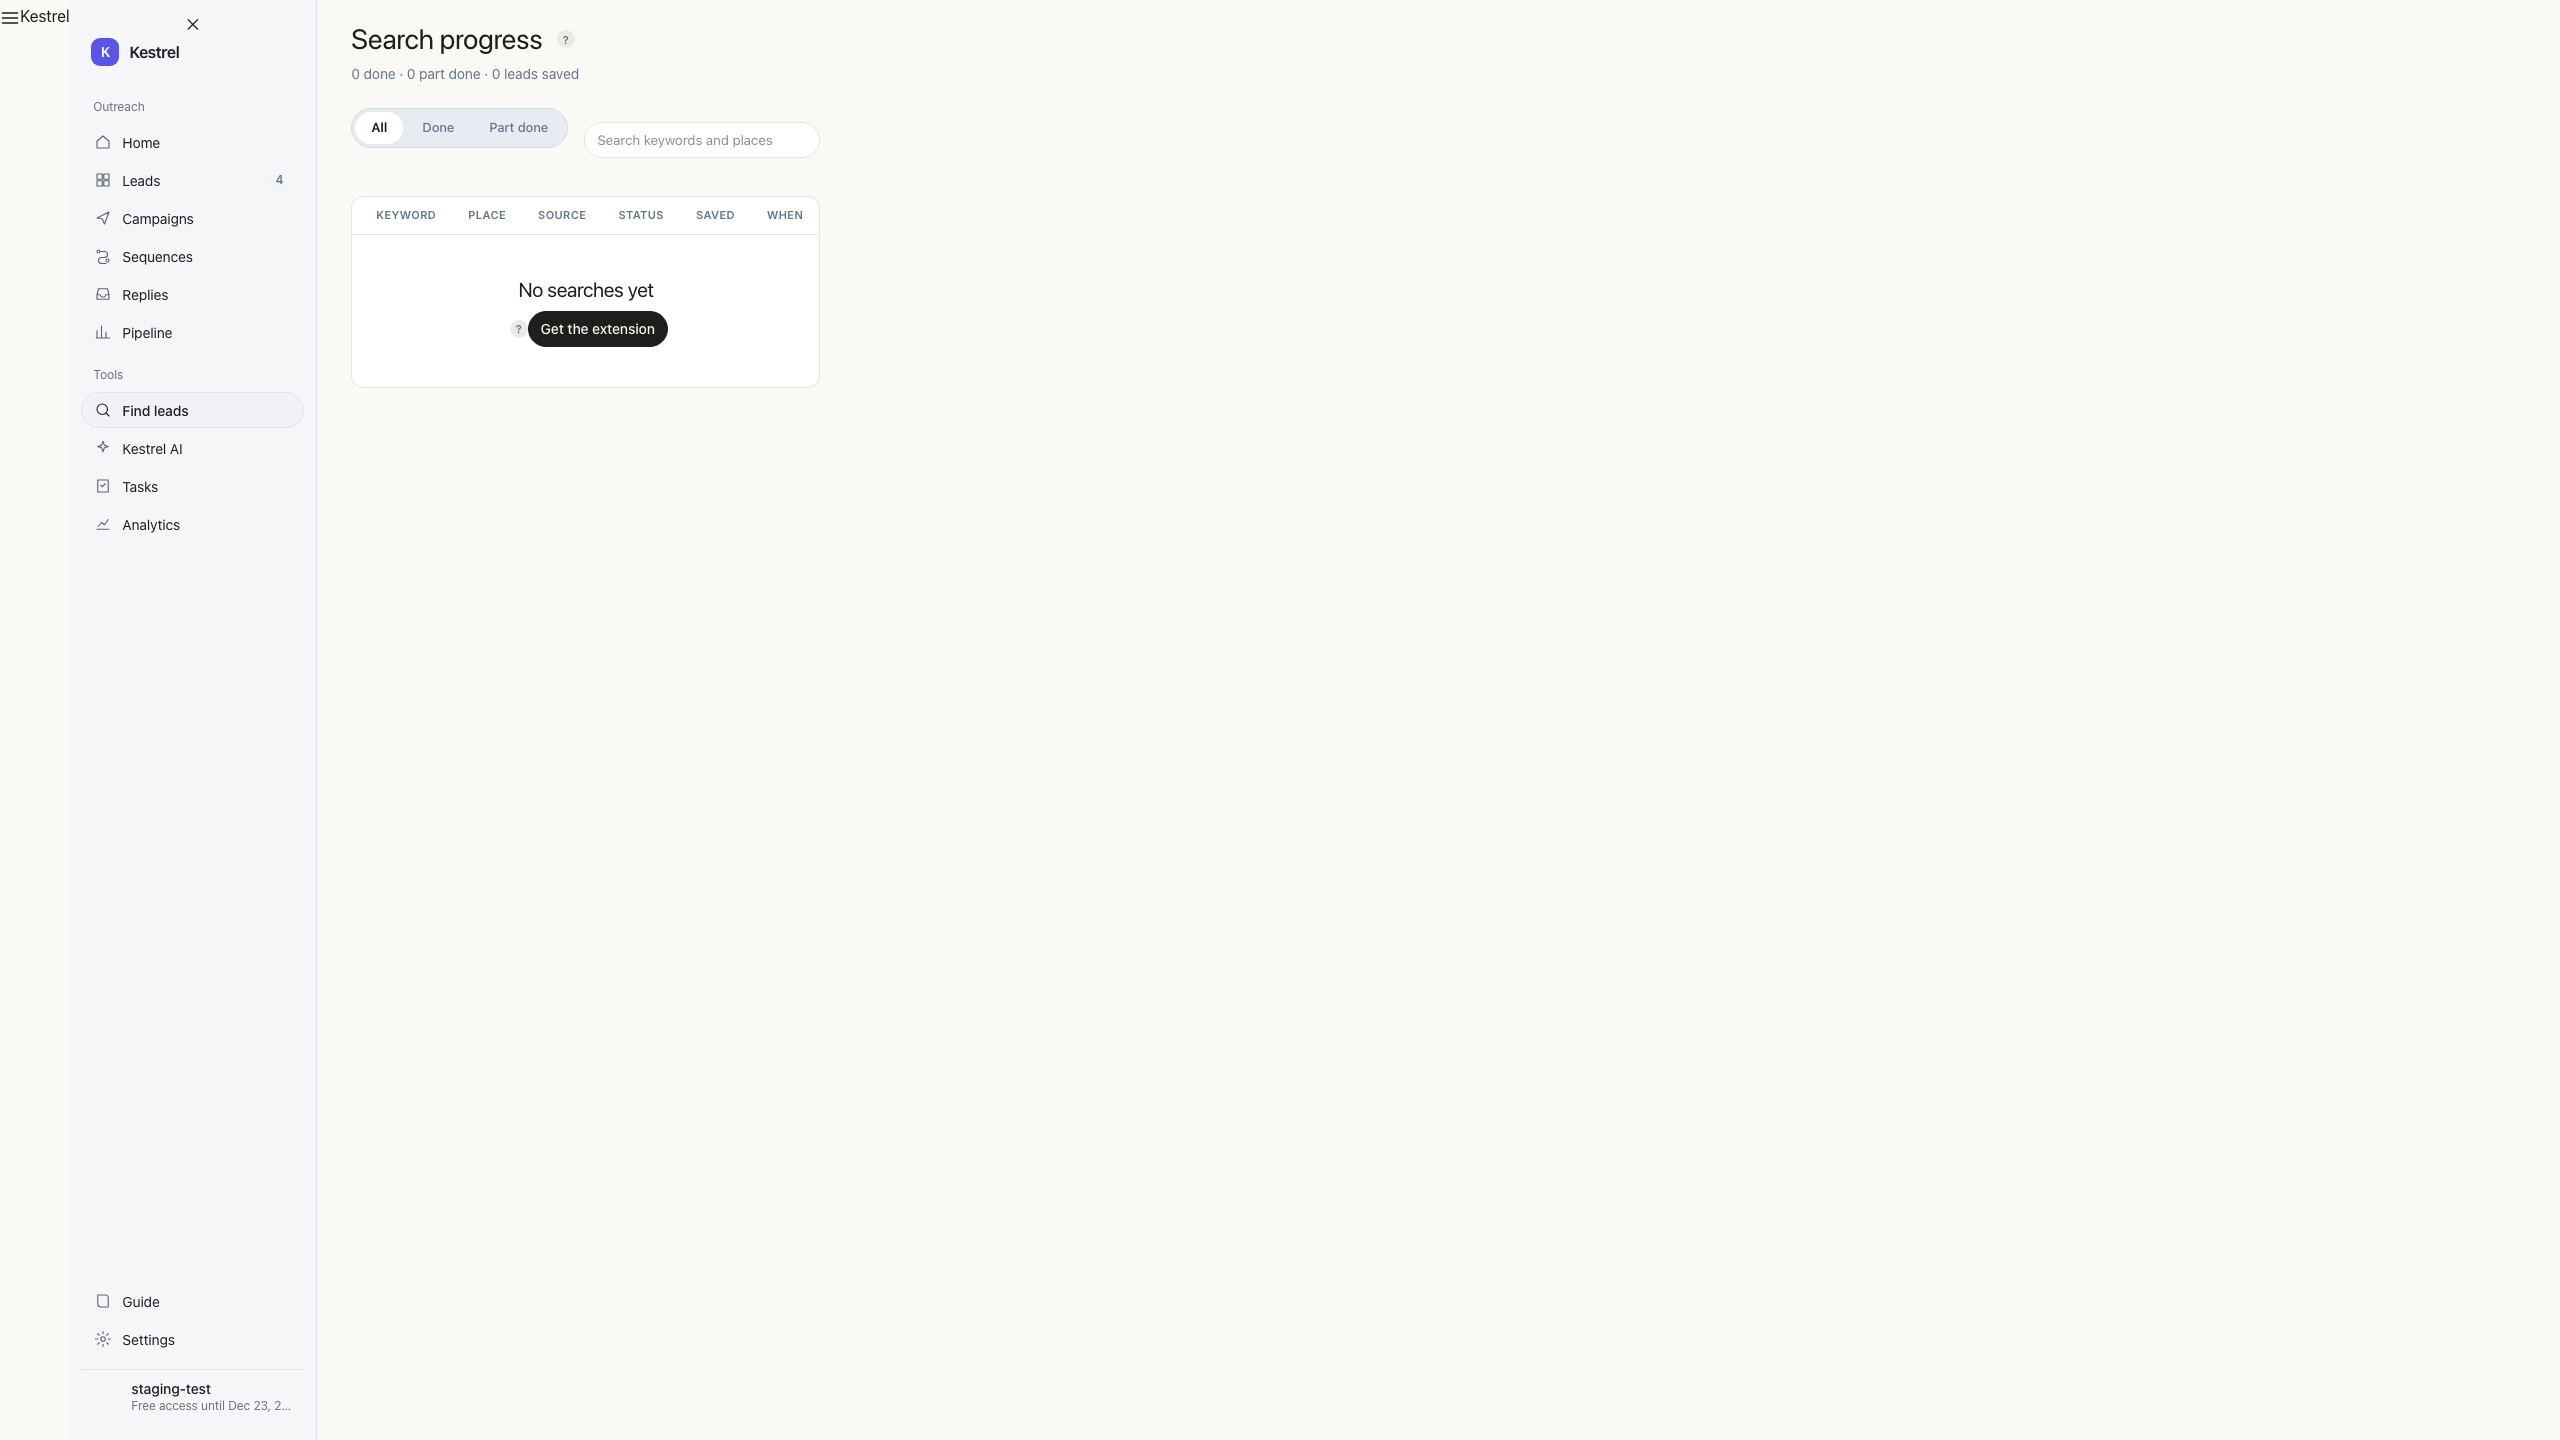 Kestrel
K Kestrel
Outreach
Home
Leads 4
Campaigns
Sequences
Replies
Pipeline
Tools
Find leads
Kestrel AI
Tasks
Analytics
Guide
Settings
staging-test
Free access until Dec 23, 2...
Search progress ?
0 done · 0 part done · 0 leads saved
All Done Part done
Search keywords and places
KEYWORD PLACE SOURCE STATUS SAVED WHEN
No searches yet
? Get the extension